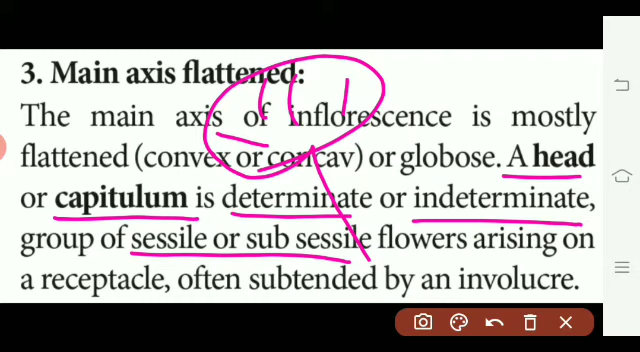 3. Main axis flattened:
The main axis of inflorescence is mostly
flattened (convex or concav) or globose. A head
or capitulum is determinate or indeterminate,
group of sessile or sub sessile flowers arising on
a receptacle, often subtended by an involucre.